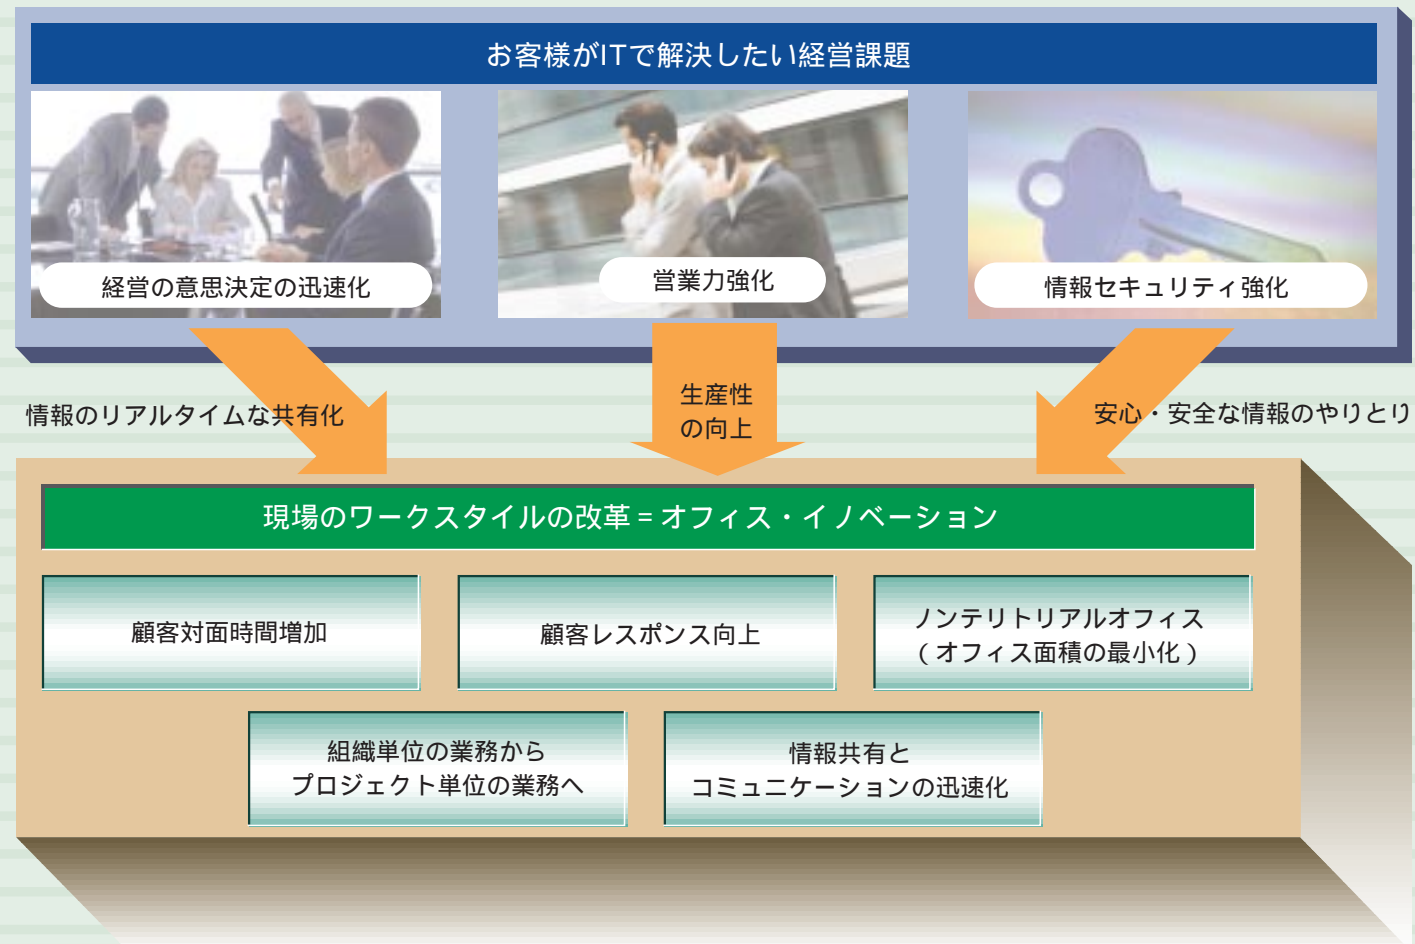 お客様がITで解決したい経営課題
経営の意思決定の迅速化
営業力強化
情報セキュリティ強化
情報のリアルタイムな共有化
生産性
の向上
安心・安全な情報のやりとり
現場のワークスタイルの改革=オフィス・イノベーション
顧客対面時間増加
顧客レスポンス向上
ノンテリトリアルオフィス
(オフィス面積の最小化)
組織単位の業務から
プロジェクト単位の業務へ
情報共有と
コミュニケーションの迅速化